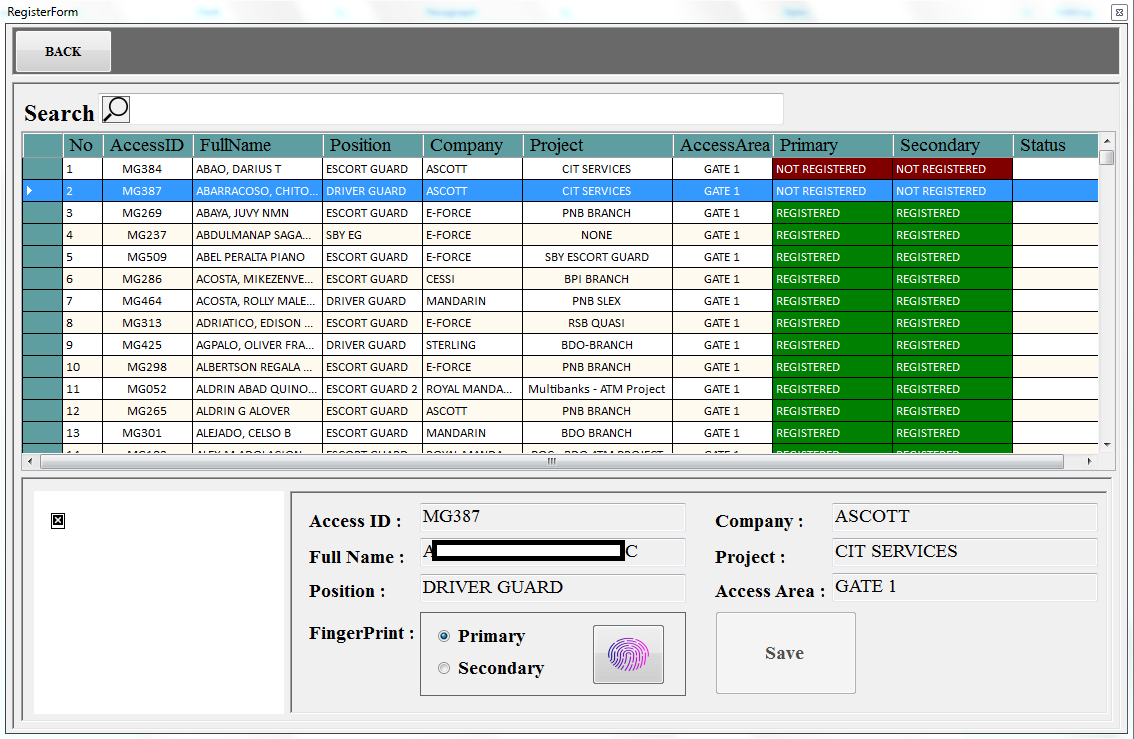 RegisterForm
BACK
Search
No AccessID FullName Position Company Project AccessArea Primary Secondary Status
1 MG384 ABAO, DARIUS T ESCORT GUARD ASCOTT CIT SERVICES GATE 1 NOT REGISTERED NOT REGISTERED
2 MG387 ABARRACOSO, CHITO... DRIVER GUARD ASCOTT CIT SERVICES GATE 1 NOT REGISTERED NOT REGISTERED
3 MG269 ABAYA, JUVY NMN ESCORT GUARD E-FORCE PNB BRANCH GATE 1 REGISTERED REGISTERED
4 MG237 ABDULMANAP SAGA... SBY EG E-FORCE NONE GATE 1 REGISTERED REGISTERED
5 MG509 ABEL PERALTA PIANO ESCORT GUARD E-FORCE SBY ESCORT GUARD GATE 1 REGISTERED REGISTERED
6 MG286 ACOSTA, MIKEZENVE... ESCORT GUARD CESSI BPI BRANCH GATE 1 REGISTERED REGISTERED
7 MG464 ACOSTA, ROLLY MALE... DRIVER GUARD MANDARIN PNB SLEX GATE 1 REGISTERED REGISTERED
8 MG313 ADRIATICO, EDISON ... ESCORT GUARD E-FORCE RSB QUASI GATE 1 REGISTERED REGISTERED
9 MG425 AGPALO, OLIVER FRA... DRIVER GUARD STERLING BDO-BRANCH GATE 1 REGISTERED REGISTERED
10 MG298 ALBERTSON REGALA ... ESCORT GUARD E-FORCE PNB BRANCH GATE 1 REGISTERED REGISTERED
11 MG052 ALDRIN ABAD QUINO... ESCORT GUARD 2 ROYAL MANDA... Multibanks - ATM Project GATE 1 REGISTERED REGISTERED
12 MG265 ALDRIN G ALOVER ESCORT GUARD ASCOTT PNB BRANCH GATE 1 REGISTERED REGISTERED
13 MG301 ALEJADO, CELSO B ESCORT GUARD MANDARIN BDO BRANCH GATE 1 REGISTERED REGISTERED
Access ID : MG387 Company : ASCOTT
Full Name : A C Project : CIT SERVICES
Position : DRIVER GUARD Access Area : GATE 1
FingerPrint : Primary
Secondary
Save